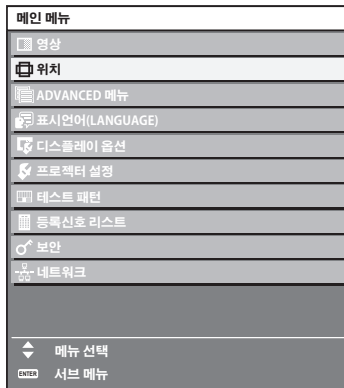 메인 메뉴
영상
위치
ADVANCED 메뉴
표시언어(LANGUAGE)
디스플레이 옵션
프로젝터 설정
테스트 패턴
등록신호 리스트
보안
네트워크
메뉴 선택
ENTER 서브 메뉴